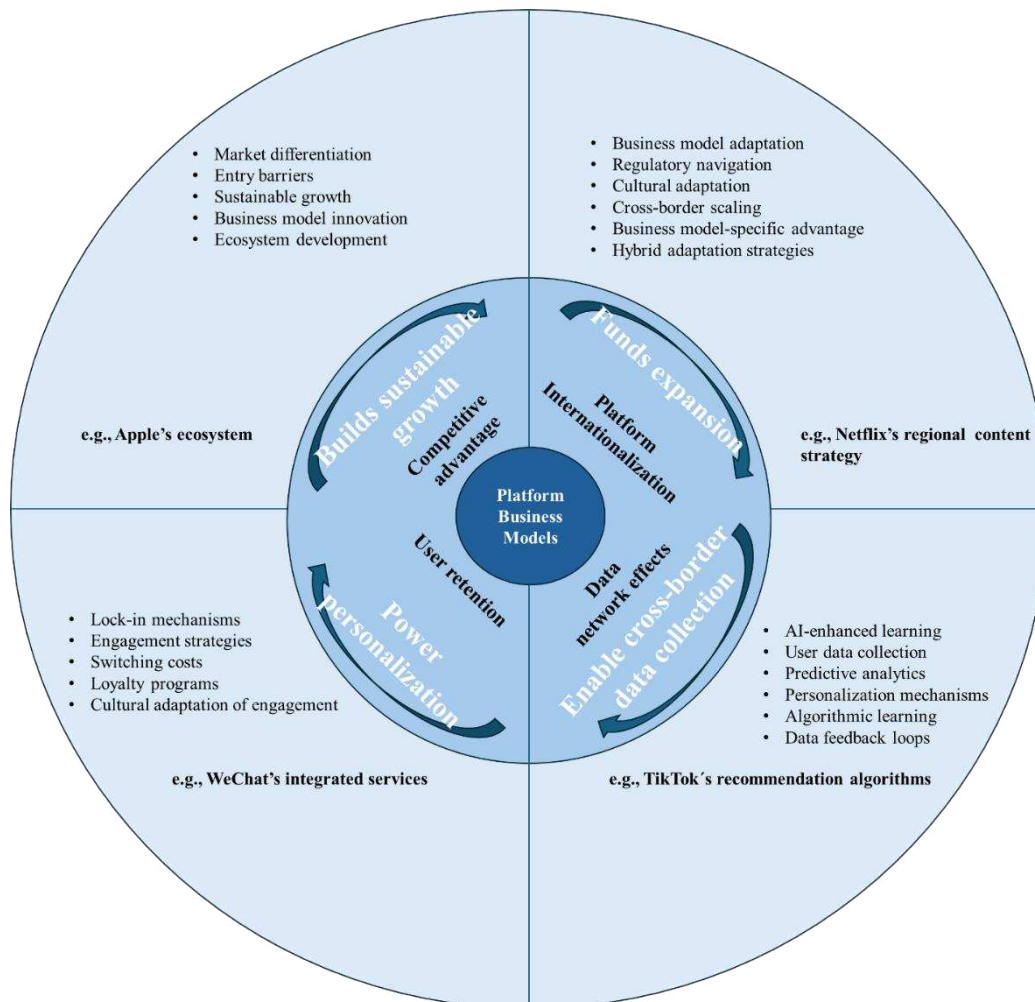 • Market differentiation
• Entry barriers
• Sustainable growth
• Business model innovation
• Ecosystem development
e.g., Apple's ecosystem
• Business model adaptation
• Regulatory navigation
• Cultural adaptation
• Cross-border scaling
• Business model-specific advantage
• Hybrid adaptation strategies
e.g., Netflix's regional content
strategy
Builds sustainable
growth
Competitive
advantage
Funds expansion
Platform
Internationalization
Platform
Business
Models
User retention
Power
personalization
Data
network effects
Enable cross-border
data collection
• Lock-in mechanisms
• Engagement strategies
• Switching costs
• Loyalty programs
• Cultural adaptation of engagement
e.g., WeChat's integrated services
• AI-enhanced learning
• User data collection
• Predictive analytics
• Personalization mechanisms
• Algorithmic learning
• Data feedback loops
e.g., TikTok´s recommendation algorithms